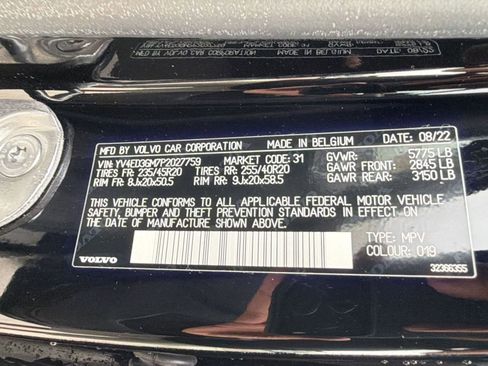 MFD BY VOLVO CAR CORPORATION MADE IN BELGIUM DATE: 08/22
VIN: YV4ED3GM7P2027759 MARKET CODE: 31 GVWR: 5775 LB
TIRES FR: 235/45R20 TIRES RR: 255/40R20 GAWR FRONT: 2845 LB
RIM FR: 8Jx20x50.5 RIM RR: 9Jx20x58.5 GAWR REAR: 3150 LB
THIS VEHICLE CONFORMS TO ALL APPLICABLE FEDERAL MOTOR VEHICLE
SAFETY, BUMPER AND THEFT PREVENTION STANDARDS IN EFFECT ON
THE DATE OF MANUFACTURE SHOWN ABOVE.
TYPE: MPV
COLOUR: 019
VOLVO
32366355